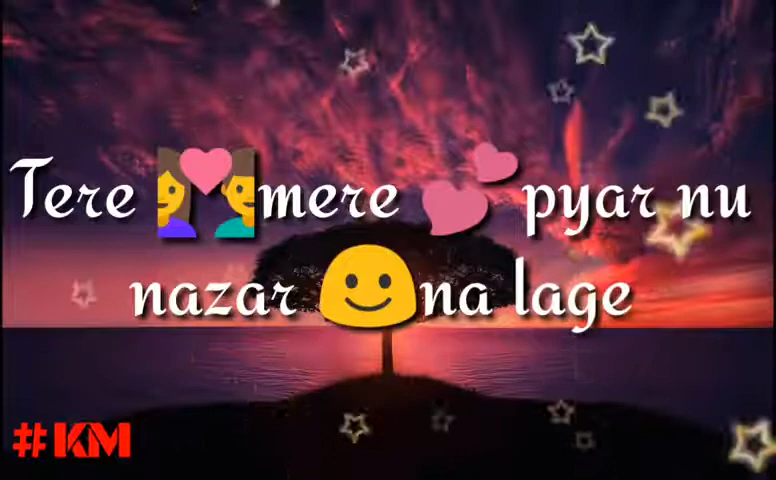 Tere 👩‍❤️‍👨mere 💕pyar nu
nazar 🙂na lage
#KM